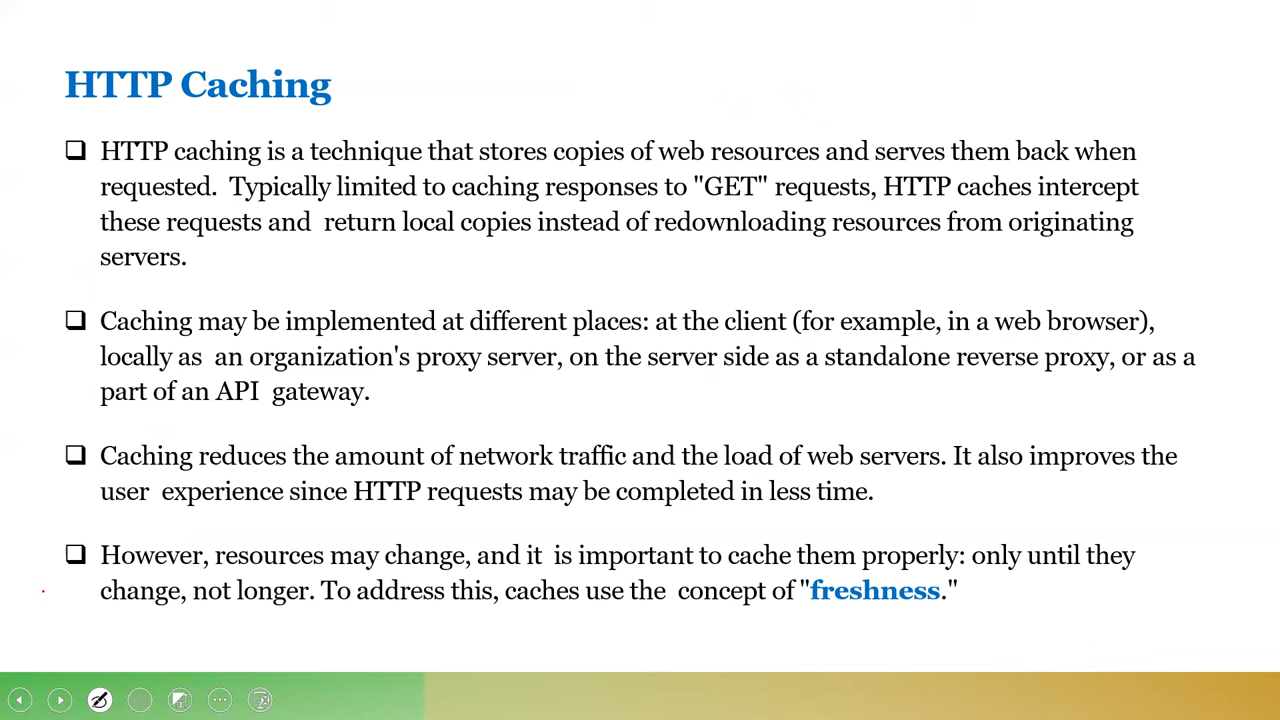 HTTP Caching
❑ HTTP caching is a technique that stores copies of web resources and serves them back when
requested.  Typically limited to caching responses to "GET" requests, HTTP caches intercept
these requests and  return local copies instead of redownloading resources from originating
servers.
❑ Caching may be implemented at different places: at the client (for example, in a web browser),
locally as  an organization's proxy server, on the server side as a standalone reverse proxy, or as a
part of an API  gateway.
❑ Caching reduces the amount of network traffic and the load of web servers. It also improves the
user  experience since HTTP requests may be completed in less time.
❑ However, resources may change, and it  is important to cache them properly: only until they
change, not longer. To address this, caches use the  concept of "freshness."